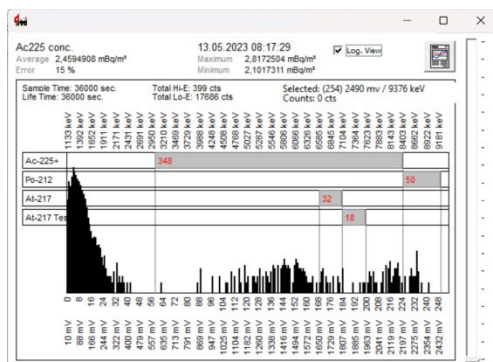 Ac225 conc.
13.05.2023 08:17:29
Log. View
Average 2,4594908 mBq/m³
Maximum 2,8172504 mBq/m³
Error 15 %
Minimum 2,1017311 mBq/m³
Sample Time: 36000 sec.
Total Hi-E: 399 cts
Selected: (254) 2490 mv / 9376 keV
Life Time: 36000 sec.
Total Lo-E: 17686 cts
Counts: 0 cts
1133 keV 1392 keV 1652 keV 1911 keV 2171 keV 2431 keV 2691 keV 2950 keV 3210 keV 3469 keV 3729 keV 3988 keV 4248 keV 4508 keV 4768 keV 5027 keV 5287 keV 5546 keV 5806 keV 6066 keV 6326 keV 6585 keV 6845 keV 7104 keV 7364 keV 7623 keV 7883 keV 8143 keV 8403 keV 8662 keV 8922 keV 9181 keV
Ac-225+ 348
Po-212 50
At-217 32
At-217 Tes 18
0 8 16 24 32 40 48 56 64 72 80 88 96 104 112 120 128 136 144 152 160 168 176 184 192 200 208 216 224 232 240 248
10 mV 88 mV 166 mV 244 mV 322 mV 400 mV 479 mV 557 mV 635 mV 713 mV 791 mV 869 mV 947 mV 1026 mV 1104 mV 1182 mV 1260 mV 1338 mV 1416 mV 1494 mV 1572 mV 1650 mV 1729 mV 1807 mV 1885 mV 1963 mV 2041 mV 2119 mV 2197 mV 2275 mV 2354 mV 2432 mV